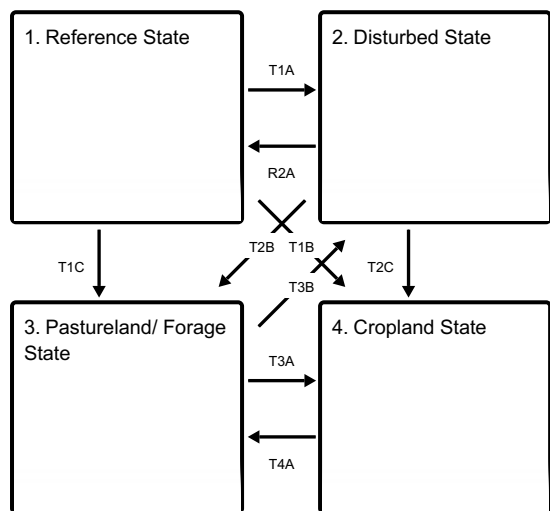 1. Reference State
2. Disturbed State
T1A
R2A
T2B
T1B
T1C
T2C
T3B
3. Pastureland/ Forage
State
4. Cropland State
T3A
T4A